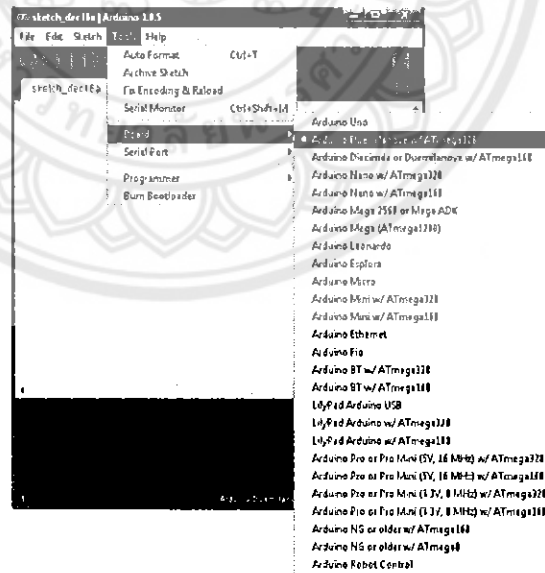 sketch_dec18a | Arduino 1.0.5
File Edit Sketch Tools Help
Auto Format Ctrl+T
Archive Sketch
sketch_dec18a
Fix Encoding & Reload
Serial Monitor Ctrl+Shift+M
Board
Serial Port
Programmer
Burn Bootloader
Arduino Uno
Arduino Duemilanove w/ ATmega328
Arduino Diecimila or Duemilanove w/ ATmega168
Arduino Nano w/ ATmega328
Arduino Nano w/ ATmega168
Arduino Mega 2560 or Mega ADK
Arduino Mega (ATmega1280)
Arduino Leonardo
Arduino Esplora
Arduino Micro
Arduino Mini w/ ATmega328
Arduino Mini w/ ATmega168
Arduino Ethernet
Arduino Fio
Arduino BT w/ ATmega328
Arduino BT w/ ATmega168
LilyPad Arduino USB
LilyPad Arduino w/ ATmega328
LilyPad Arduino w/ ATmega168
Arduino Pro or Pro Mini (5V, 16 MHz) w/ ATmega328
Arduino Pro or Pro Mini (5V, 16 MHz) w/ ATmega168
Arduino Pro or Pro Mini (3.3V, 8 MHz) w/ ATmega328
Arduino Pro or Pro Mini (3.3V, 8 MHz) w/ ATmega168
Arduino NG or older w/ ATmega168
Arduino NG or older w/ ATmega8
Arduino Robot Control